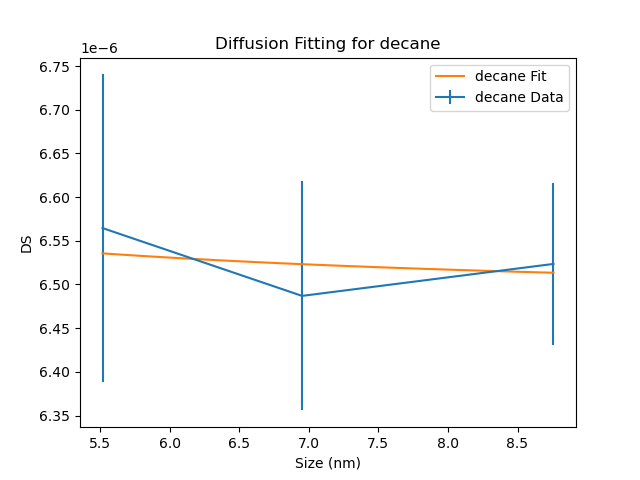 Diffusion Fitting for decane
1e−6
decane Fit
decane Data
6.75
6.70
6.65
6.60
6.55
6.50
6.45
6.40
6.35
DS
5.5 6.0 6.5 7.0 7.5 8.0 8.5
Size (nm)